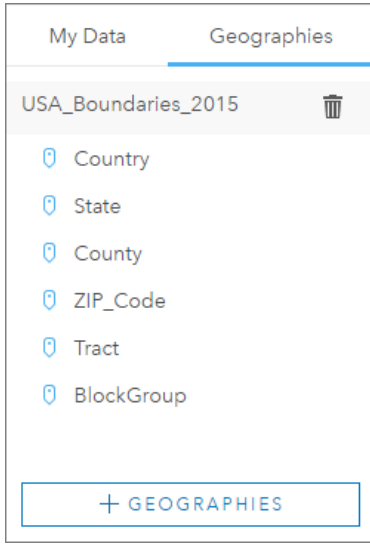 My Data Geographies
USA_Boundaries_2015
Country
State
County
ZIP_Code
Tract
BlockGroup
+ GEOGRAPHIES